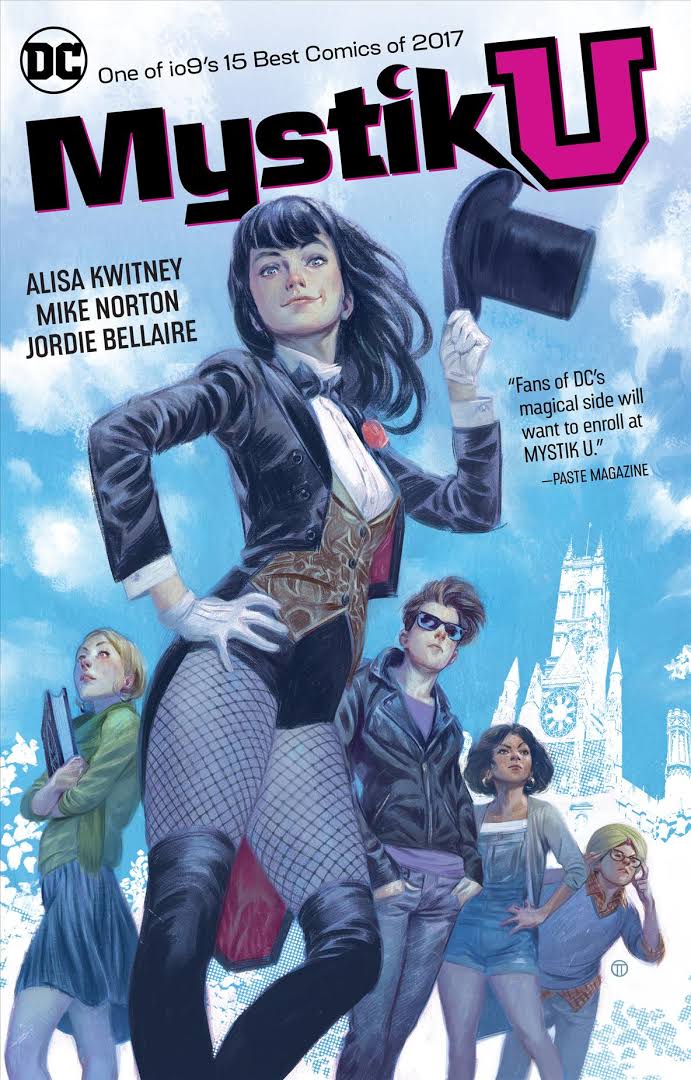 DC
One of io9's 15 Best Comics of 2017
Mystik U
ALISA KWITNEY
MIKE NORTON
JORDIE BELLAIRE
“Fans of DC's
magical side will
want to enroll at
MYSTIK U.”
—PASTE MAGAZINE